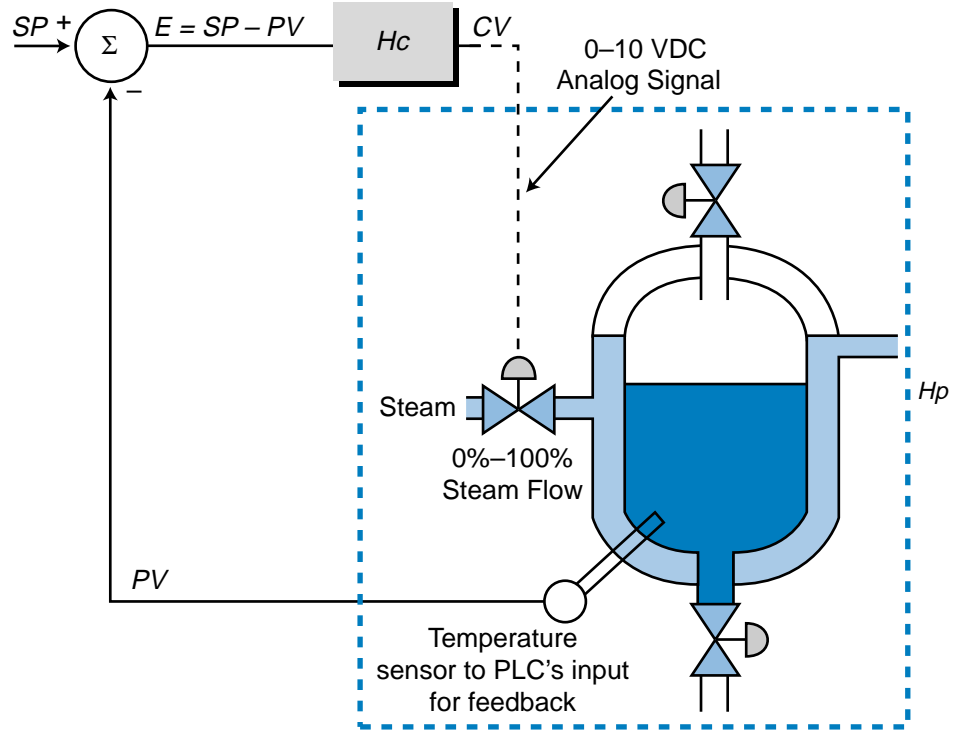 SP +
Σ
E = SP – PV
Hc
CV
–
0–10 VDC
Analog Signal
Steam
0%–100%
Steam Flow
Hp
PV
Temperature
sensor to PLC’s input
for feedback